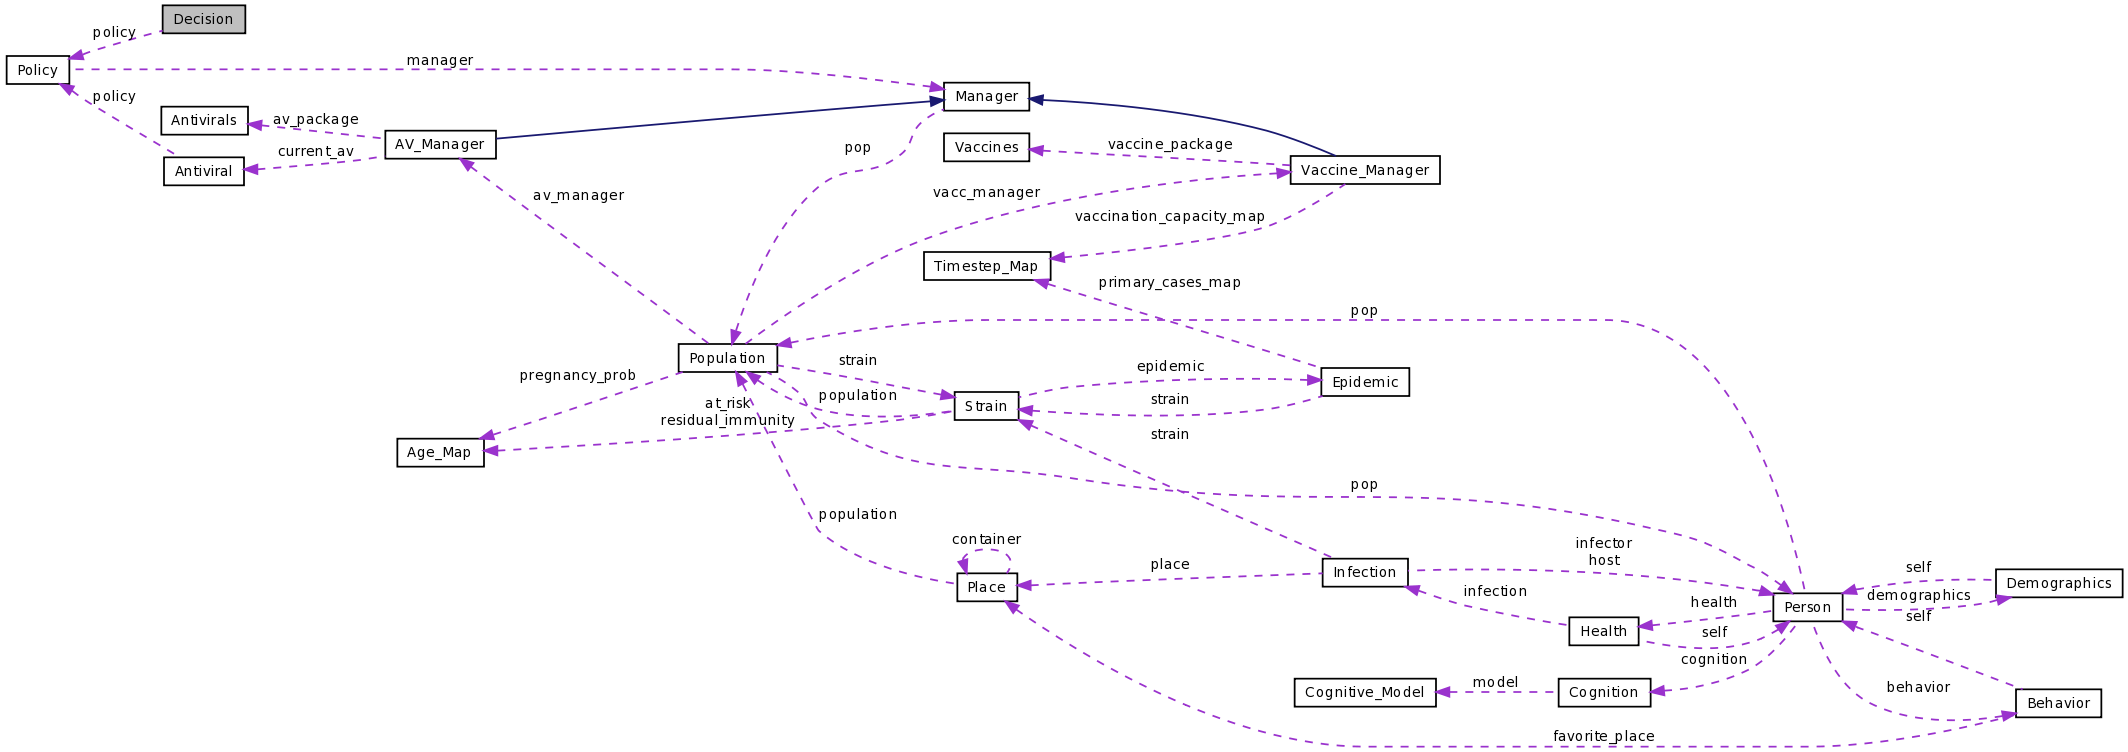 Decision
policy
Policy
manager
Manager
policy
Antivirals
av_package
AV_Manager
current_av
Antiviral
pop
Vaccines
vaccine_package
Vaccine_Manager
av_manager
vacc_manager
vaccination_capacity_map
Timestep_Map
primary_cases_map
pop
Population
strain
epidemic
Epidemic
pregnancy_prob
population
strain
Strain
at_risk
residual_immunity
strain
Age_Map
pop
population
container
Place
place
Infection
infector
host
self
Demographics
demographics
self
Person
infection
health
Health
self
cognition
Cognitive_Model
model
Cognition
behavior
Behavior
favorite_place